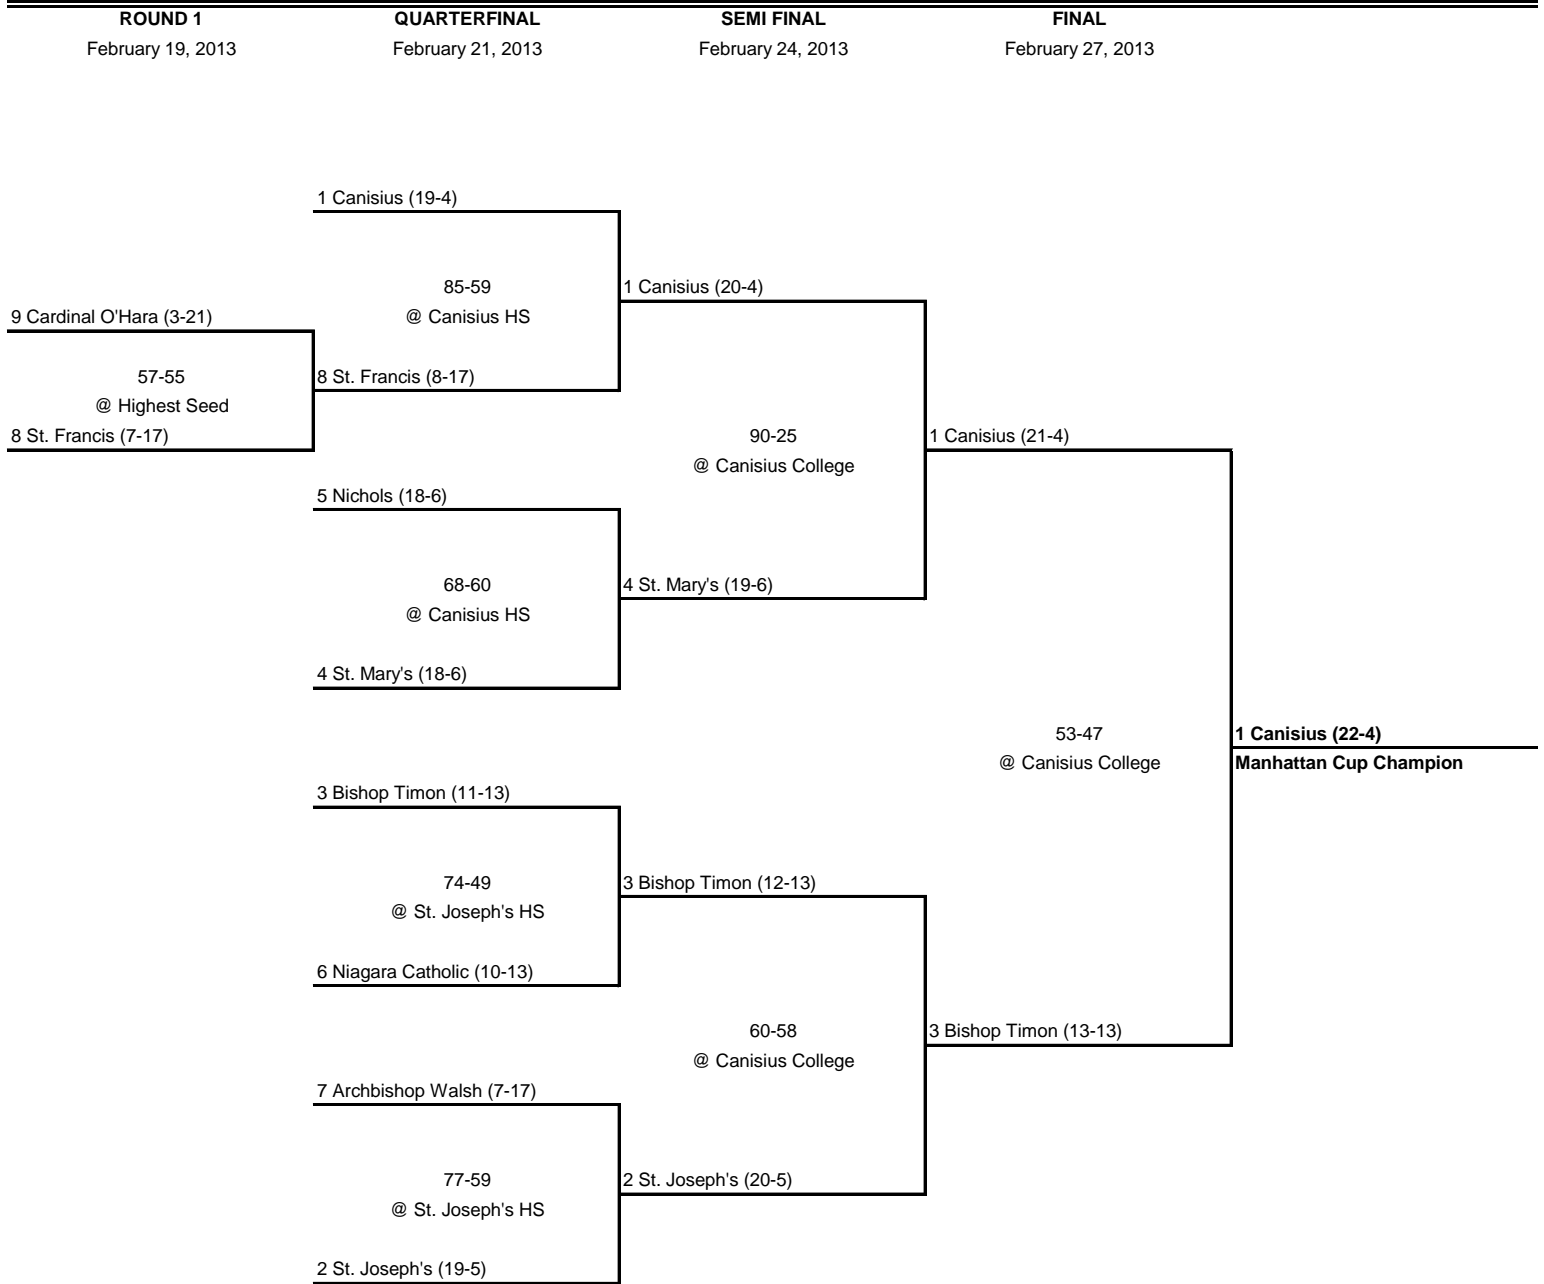 ROUND 1
QUARTERFINAL
SEMI FINAL
FINAL
February 19, 2013
February 21, 2013
February 24, 2013
February 27, 2013
1 Canisius (19-4)
85-59
1 Canisius (20-4)
9 Cardinal O'Hara (3-21)
@ Canisius HS
57-55
8 St. Francis (8-17)
@ Highest Seed
8 St. Francis (7-17)
90-25
1 Canisius (21-4)
@ Canisius College
5 Nichols (18-6)
68-60
4 St. Mary's (19-6)
@ Canisius HS
4 St. Mary's (18-6)
53-47
1 Canisius (22-4)
@ Canisius College
Manhattan Cup Champion
3 Bishop Timon (11-13)
74-49
3 Bishop Timon (12-13)
@ St. Joseph's HS
6 Niagara Catholic (10-13)
60-58
3 Bishop Timon (13-13)
@ Canisius College
7 Archbishop Walsh (7-17)
77-59
2 St. Joseph's (20-5)
@ St. Joseph's HS
2 St. Joseph's (19-5)